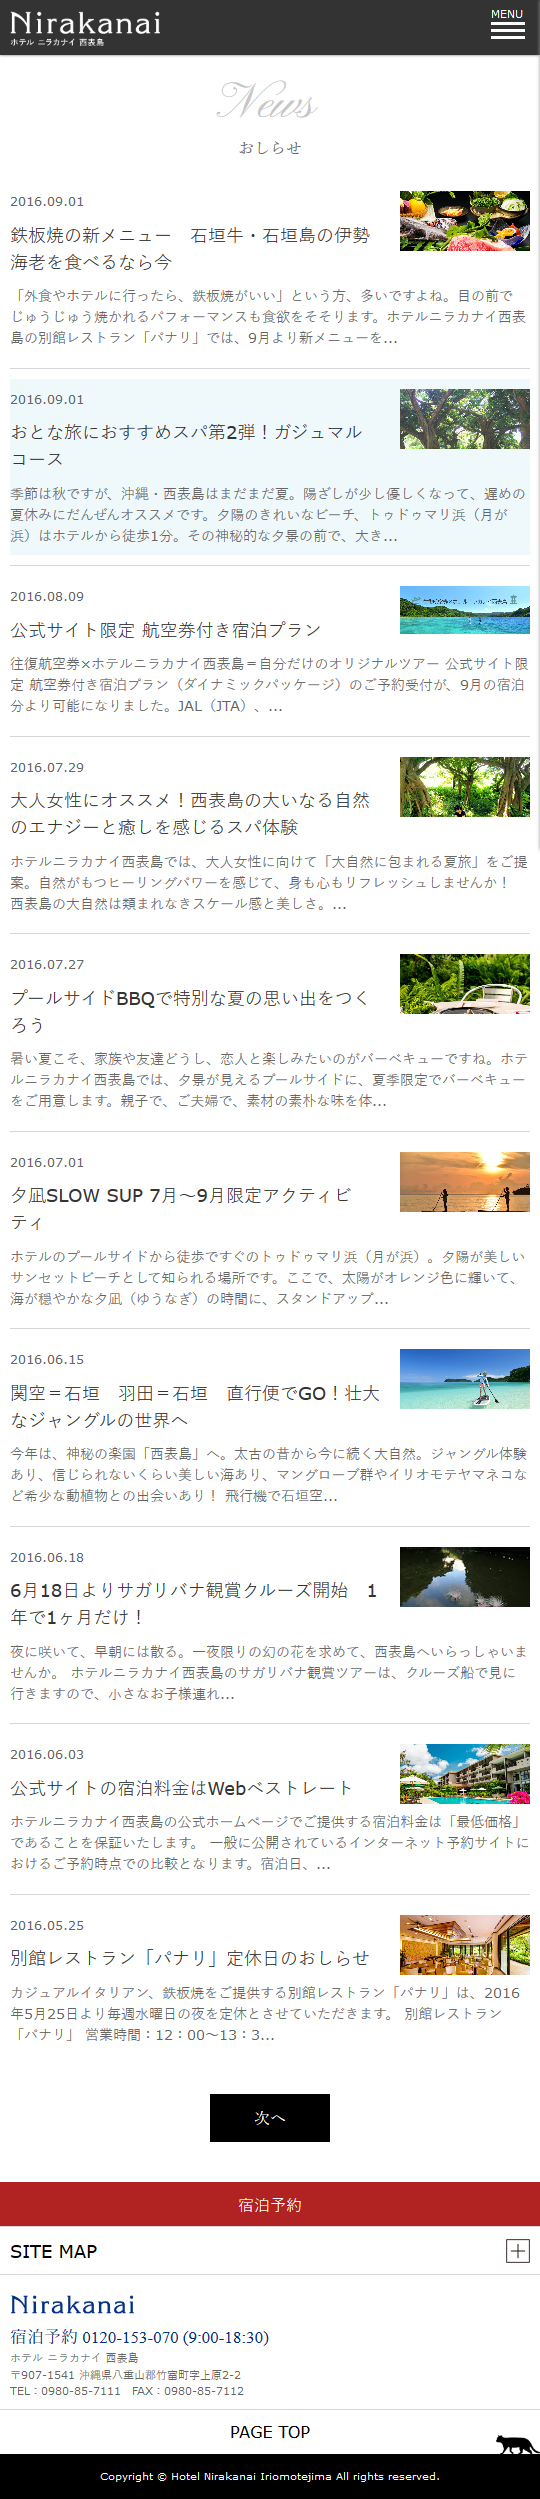 Nirakanai
ホテル ニラカナイ 西表島
MENU
News
おしらせ
2016.09.01
鉄板焼の新メニュー　石垣牛・石垣島の伊勢
海老を食べるなら今
「外食やホテルに行ったら、鉄板焼がいい」という方、多いですよね。目の前で
じゅうじゅう焼かれるパフォーマンスも食欲をそそります。ホテルニラカナイ西表
島の別館レストラン「パナリ」では、9月より新メニューを...
2016.09.01
おとな旅におすすめスパ第2弾！ガジュマル
コース
季節は秋ですが、沖縄・西表島はまだまだ夏。陽ざしが少し優しくなって、遅めの
夏休みにだんぜんオススメです。夕陽のきれいなビーチ、トゥドゥマリ浜（月が
浜）はホテルから徒歩1分。その神秘的な夕景の前で、大き...
2016.08.09
公式サイト限定 航空券付き宿泊プラン
往復航空券×ホテルニラカナイ西表島＝自分だけのオリジナルツアー 公式サイト限
定 航空券付き宿泊プラン（ダイナミックパッケージ）のご予約受付が、9月の宿泊
分より可能になりました。JAL（JTA）、...
2016.07.29
大人女性にオススメ！西表島の大いなる自然
のエナジーと癒しを感じるスパ体験
ホテルニラカナイ西表島では、大人女性に向けて「大自然に包まれる夏旅」をご提
案。自然がもつヒーリングパワーを感じて、身も心もリフレッシュしませんか！
西表島の大自然は類まれなきスケール感と美しさ。...
2016.07.27
プールサイドBBQで特別な夏の思い出をつく
ろう
暑い夏こそ、家族や友達どうし、恋人と楽しみたいのがバーベキューですね。ホテ
ルニラカナイ西表島では、夕景が見えるプールサイドに、夏季限定でバーベキュー
をご用意します。親子で、ご夫婦で、素材の素朴な味を体...
2016.07.01
夕凪SLOW SUP 7月～9月限定アクティビ
ティ
ホテルのプールサイドから徒歩ですぐのトゥドゥマリ浜（月が浜）。夕陽が美しい
サンセットビーチとして知られる場所です。ここで、太陽がオレンジ色に輝いて、
海が穏やかな夕凪（ゆうなぎ）の時間に、スタンドアップ...
2016.06.15
関空＝石垣　羽田＝石垣　直行便でGO！壮大
なジャングルの世界へ
今年は、神秘の楽園「西表島」へ。太古の昔から今に続く大自然。ジャングル体験
あり、信じられないくらい美しい海あり、マングローブ群やイリオモテヤマネコな
ど希少な動植物との出会いあり！ 飛行機で石垣空...
2016.06.18
6月18日よりサガリバナ観賞クルーズ開始　1
年で1ヶ月だけ！
夜に咲いて、早朝には散る。一夜限りの幻の花を求めて、西表島へいらっしゃいま
せんか。 ホテルニラカナイ西表島のサガリバナ観賞ツアーは、クルーズ船で見に
行きますので、小さなお子様連れ...
2016.06.03
公式サイトの宿泊料金はWebベストレート
ホテルニラカナイ西表島の公式ホームページでご提供する宿泊料金は「最低価格」
であることを保証いたします。 一般に公開されているインターネット予約サイトに
おけるご予約時点での比較となります。宿泊日、...
2016.05.25
別館レストラン「パナリ」定休日のおしらせ
カジュアルイタリアン、鉄板焼をご提供する別館レストラン「パナリ」は、2016
年5月25日より毎週水曜日の夜を定休とさせていただきます。 別館レストラン
「パナリ」 営業時間：12：00〜13：3...
次へ
宿泊予約
SITE MAP
Nirakanai
宿泊予約 0120-153-070 (9:00-18:30)
ホテル ニラカナイ 西表島
〒907-1541 沖縄県八重山郡竹富町字上原2-2
TEL：0980-85-7111　FAX：0980-85-7112
PAGE TOP
Copyright © Hotel Nirakanai Iriomotejima All rights reserved.